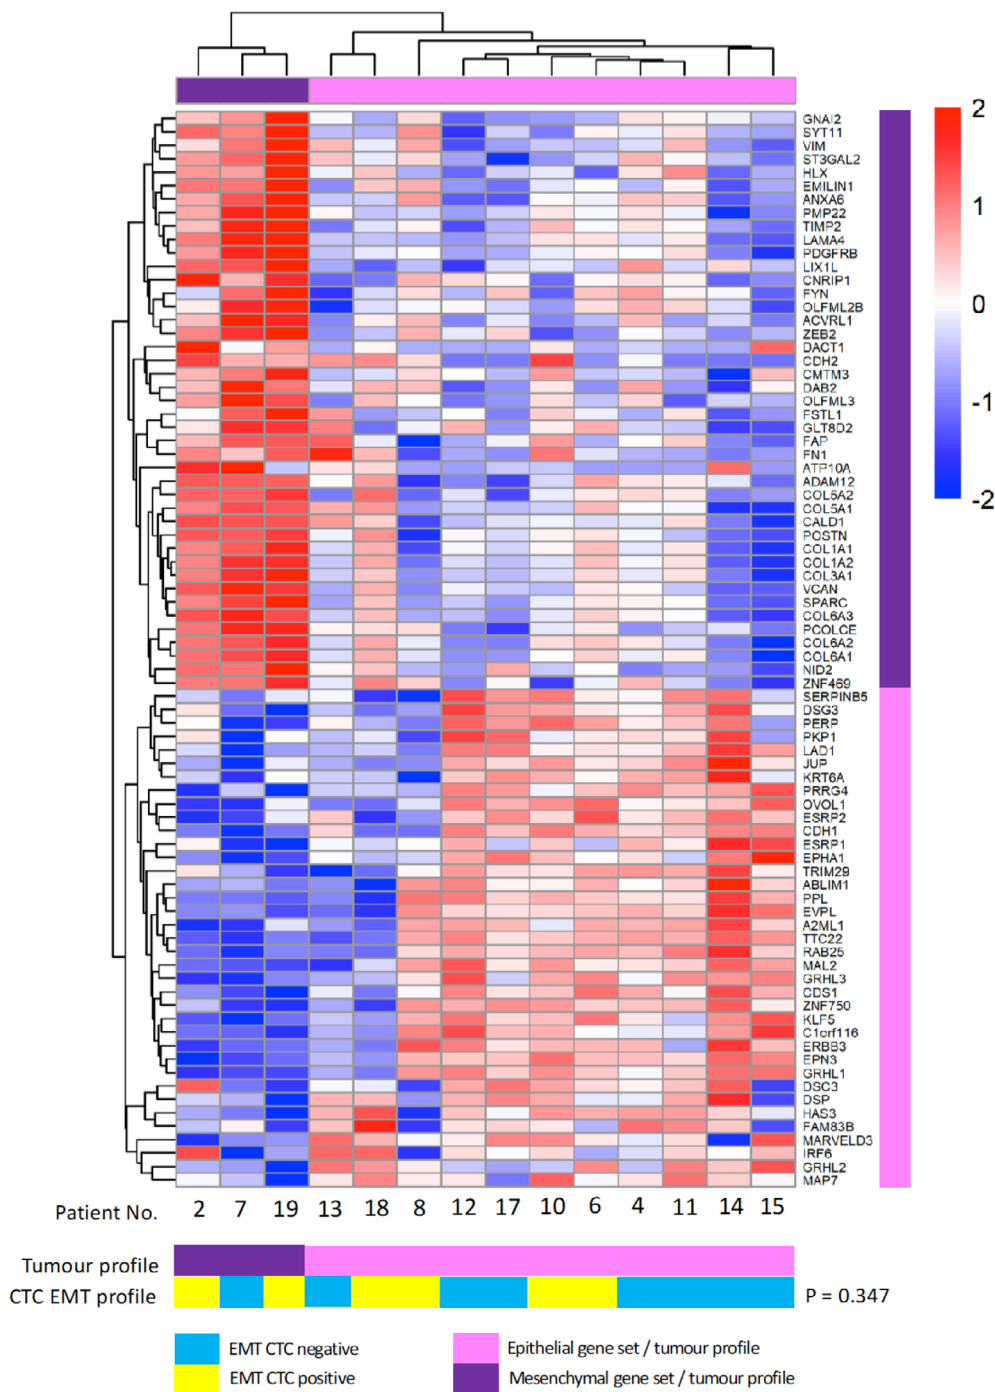 2
GNAI2
SYT11
VIM
ST3GAL2
HLX
EMILIN1
ANXA6
PMP22
TIMP2
LAMA4
PDGFRB
LIX1L
CNRIP1
FYN
OLFML2B
ACVRL1
ZEB2
DACT1
CDH2
CMTM3
DAB2
OLFML3
FSTL1
GLT8D2
FAP
FN1
ATP10A
ADAM12
COL5A2
COL5A1
CALD1
POSTN
COL1A1
COL1A2
COL3A1
VCAN
SPARC
COL6A3
PCOLCE
COL6A2
COL6A1
NID2
ZNF469
SERPINB5
DSG3
PERP
PKP1
LAD1
JUP
KRT6A
PRRG4
OVOL1
ESRP2
CDH1
ESRP1
EPHA1
TRIM29
ABLIM1
PPL
EVPL
A2ML1
TTC22
RAB25
MAL2
GRHL3
CDS1
ZNF750
KLF5
C1orf116
ERBB3
EPN3
GRHL1
DSC3
DSP
HAS3
FAM83B
MARVELD3
IRF6
GRHL2
MAP7
1
0
-1
-2
Patient No. 2 7 19 13 18 8 12 17 10 6 4 11 14 15
Tumour profile
CTC EMT profile P = 0.347
EMT CTC negative Epithelial gene set / tumour profile
EMT CTC positive Mesenchymal gene set / tumour profile